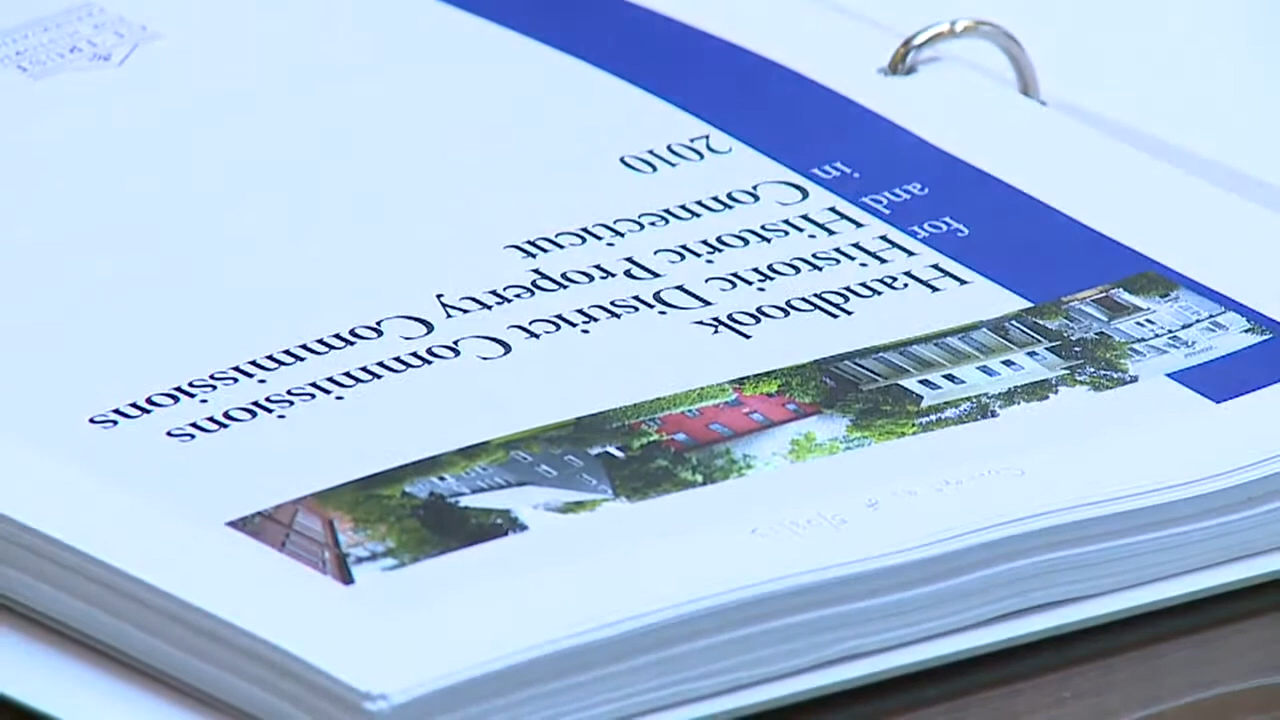 Handbook
for Historic District Commissions
and Historic Property Commissions
in Connecticut
2010